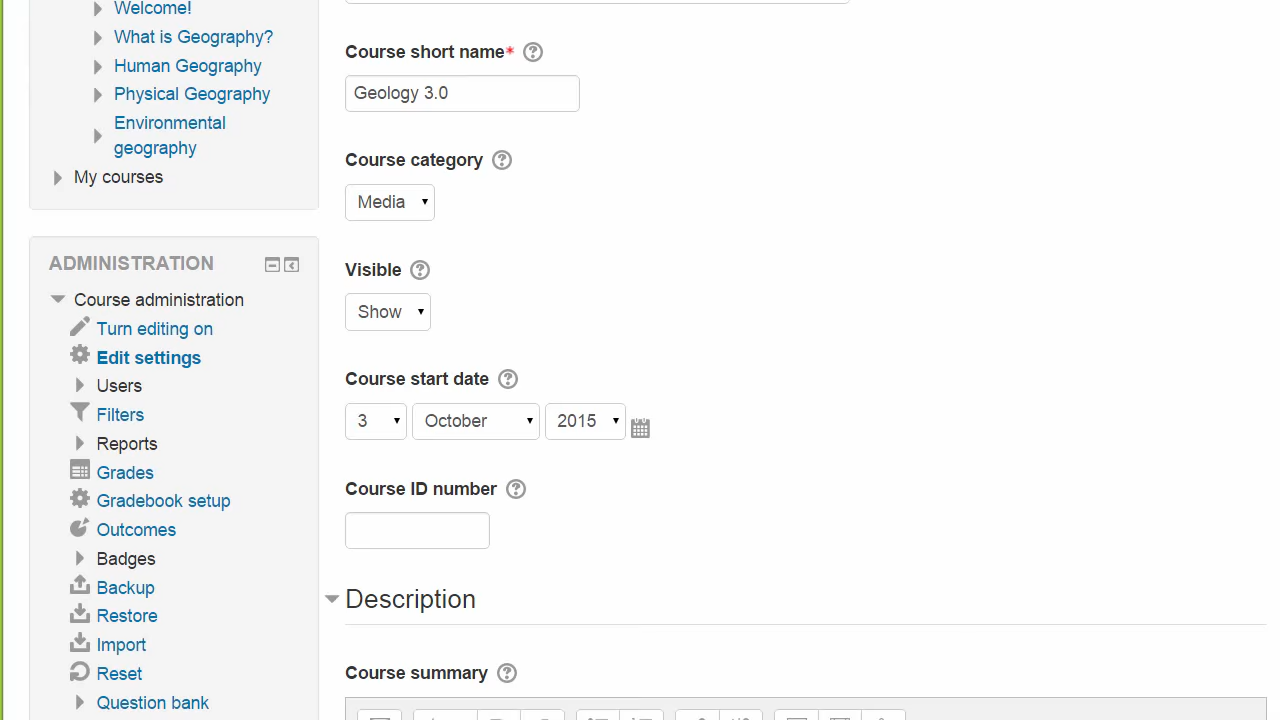 Welcome!
What is Geography?
Human Geography
Physical Geography
Environmental
geography
My courses
ADMINISTRATION
Course administration
Turn editing on
Edit settings
Users
Filters
Reports
Grades
Gradebook setup
Outcomes
Badges
Backup
Restore
Import
Reset
Question bank
Course short name*
Geology 3.0
Course category
Media
Visible
Show
Course start date
3 October 2015
Course ID number
Description
Course summary